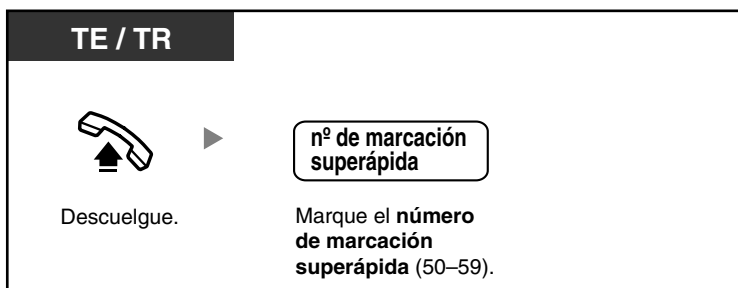 TE / TR
nº de marcación
superápida
Descuelgue.
Marque el número
de marcación
superápida (50–59).